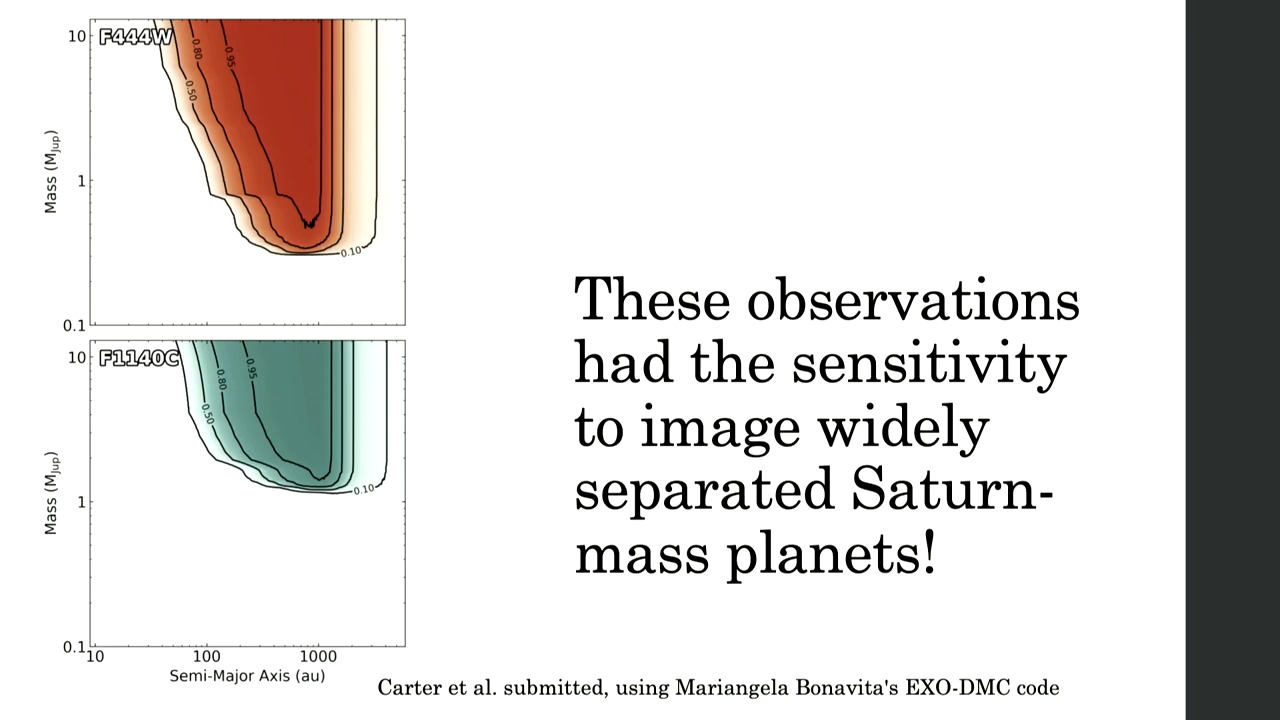 F444W
10
1
0.1
Mass (MJup)
0.50
0.80
0.95
0.10
F1140C
10
1
0.1
Mass (MJup)
0.50
0.80
0.95
0.10
10 100 1000
Semi-Major Axis (au)
These observations
had the sensitivity
to image widely
separated Saturn-
mass planets!
Carter et al. submitted, using Mariangela Bonavita's EXO-DMC code